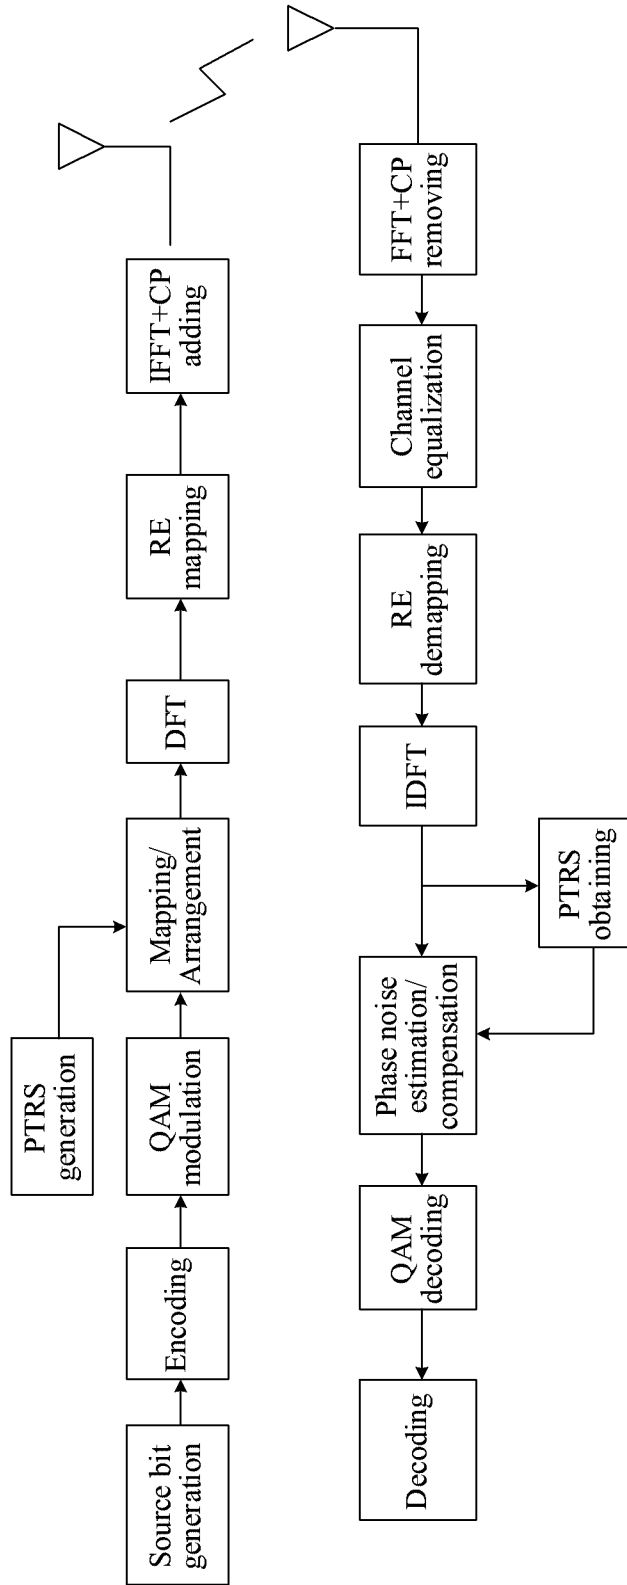 Source bit
generation
Encoding
QAM
modulation
PTRS
generation
Mapping/
Arrangement
DFT
RE
mapping
IFFT+CP
adding
FFT+CP
removing
Channel
equalization
RE
demapping
IDFT
PTRS
obtaining
Phase noise
estimation/
compensation
QAM
decoding
Decoding